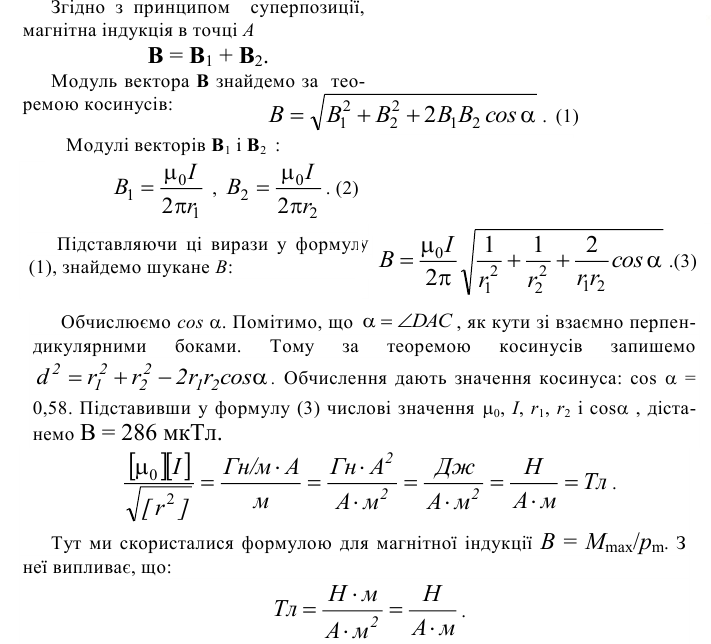 Згідно з принципом суперпозиції,
магнітна індукція в точці A
B = B₁ + B₂.
Модуль вектора B знайдемо за тео-
ремою косинусів: B = √(B₁² + B₂² + 2B₁B₂ cos α) . (1)
Модулі векторів B₁ і B₂ :
B₁ = μ₀I / 2πr₁ , B₂ = μ₀I / 2πr₂ . (2)
Підставляючи ці вирази у формулу
(1), знайдемо шукане B: B = μ₀I / 2π √(1/r₁² + 1/r₂² + 2/r₁r₂ cos α) .(3)
Обчислюємо cos α. Помітимо, що α = ∠DAC , як кути зі взаємно перпен-
дикулярними боками. Тому за теоремою косинусів запишемо
d² = r₁² + r₂² − 2r₁r₂cosα . Обчислення дають значення косинуса: cos α =
0,58. Підставивши у формулу (3) числові значення μ₀, I, r₁, r₂ і cosα , діста-
немо B = 286 мкТл.
[μ₀][I] / √[r²] = Гн/м · А / м = Гн · А² / А · м² = Дж / А · м² = Н / А · м = Тл .
Тут ми скористалися формулою для магнітної індукції B = Mmax/pm. З
неї випливає, що:
Тл = Н · м / А · м² = Н / А · м .